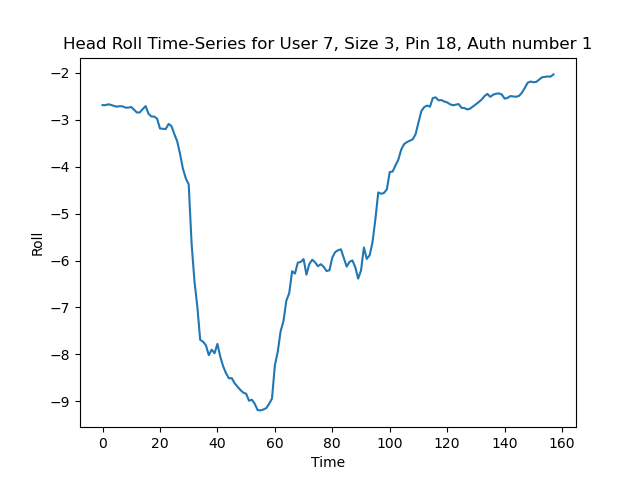 Head Roll Time-Series for User 7, Size 3, Pin 18, Auth number 1
−2
−3
−4
−5
−6
−7
−8
−9
Roll
0 20 40 60 80 100 120 140 160
Time